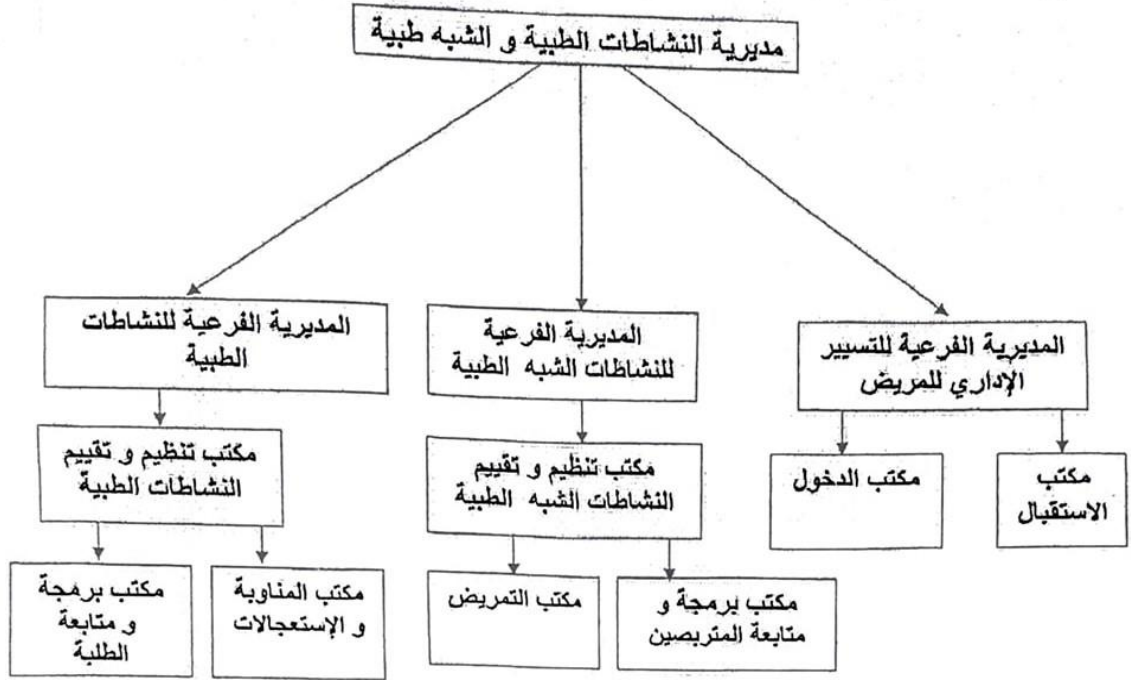 مديرية النشاطات الطبية و الشبه طبية
المديرية الفرعية للتسيير
الإداري للمريض
المديرية الفرعية
للنشاطات الشبه الطبية
المديرية الفرعية للنشاطات
الطبية
مكتب
الاستقبال
مكتب الدخول
مكتب تنظيم و تقييم
النشاطات الشبه الطبية
مكتب تنظيم و تقييم
النشاطات الطبية
مكتب برمجة و
متابعة المتربصين
مكتب التمريض
مكتب المناوبة
و الإستعجالات
مكتب برمجة
و متابعة
الطلبة